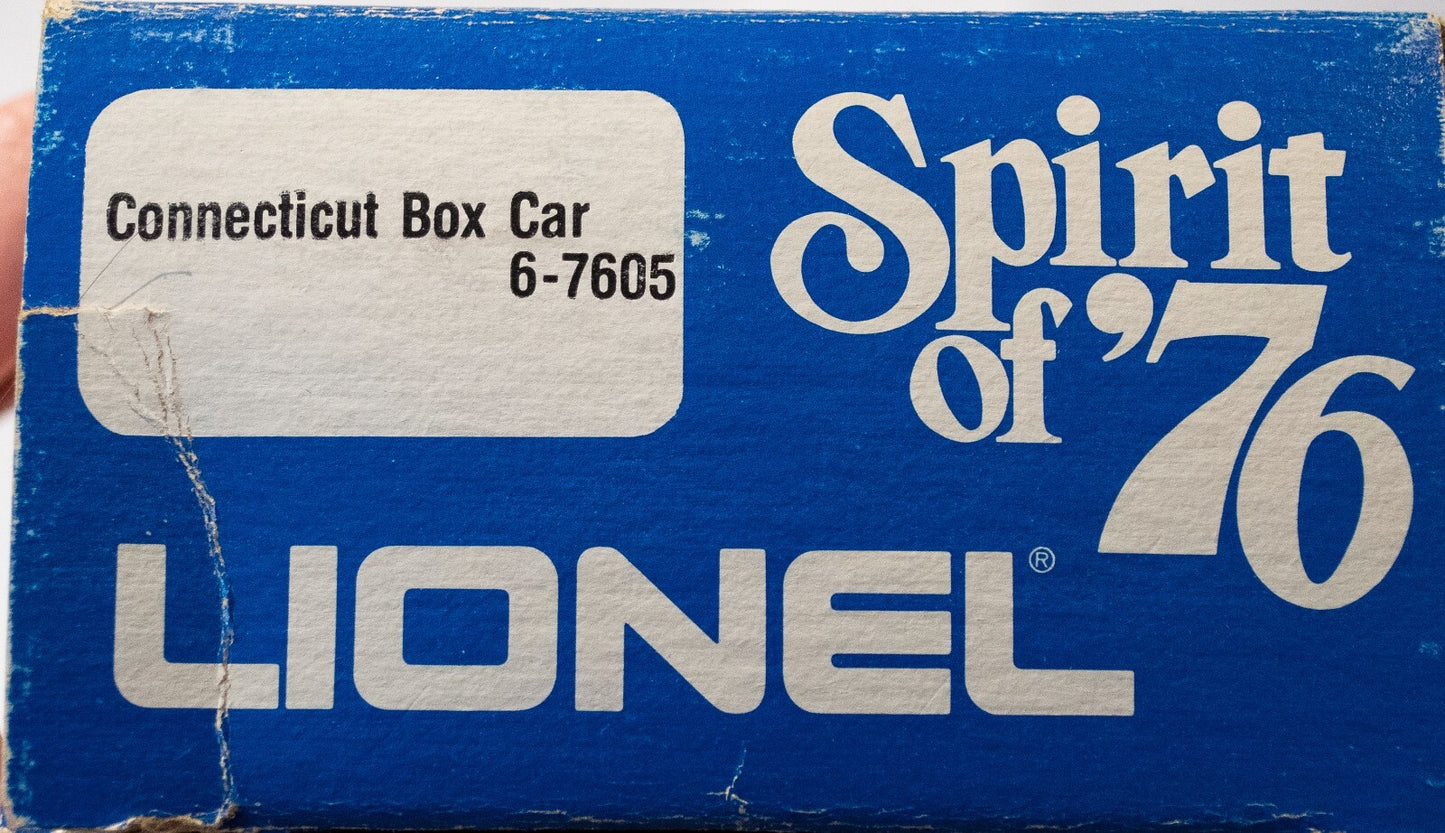 Connecticut Box Car
6-7605
Spirit
of '76
LIONEL®